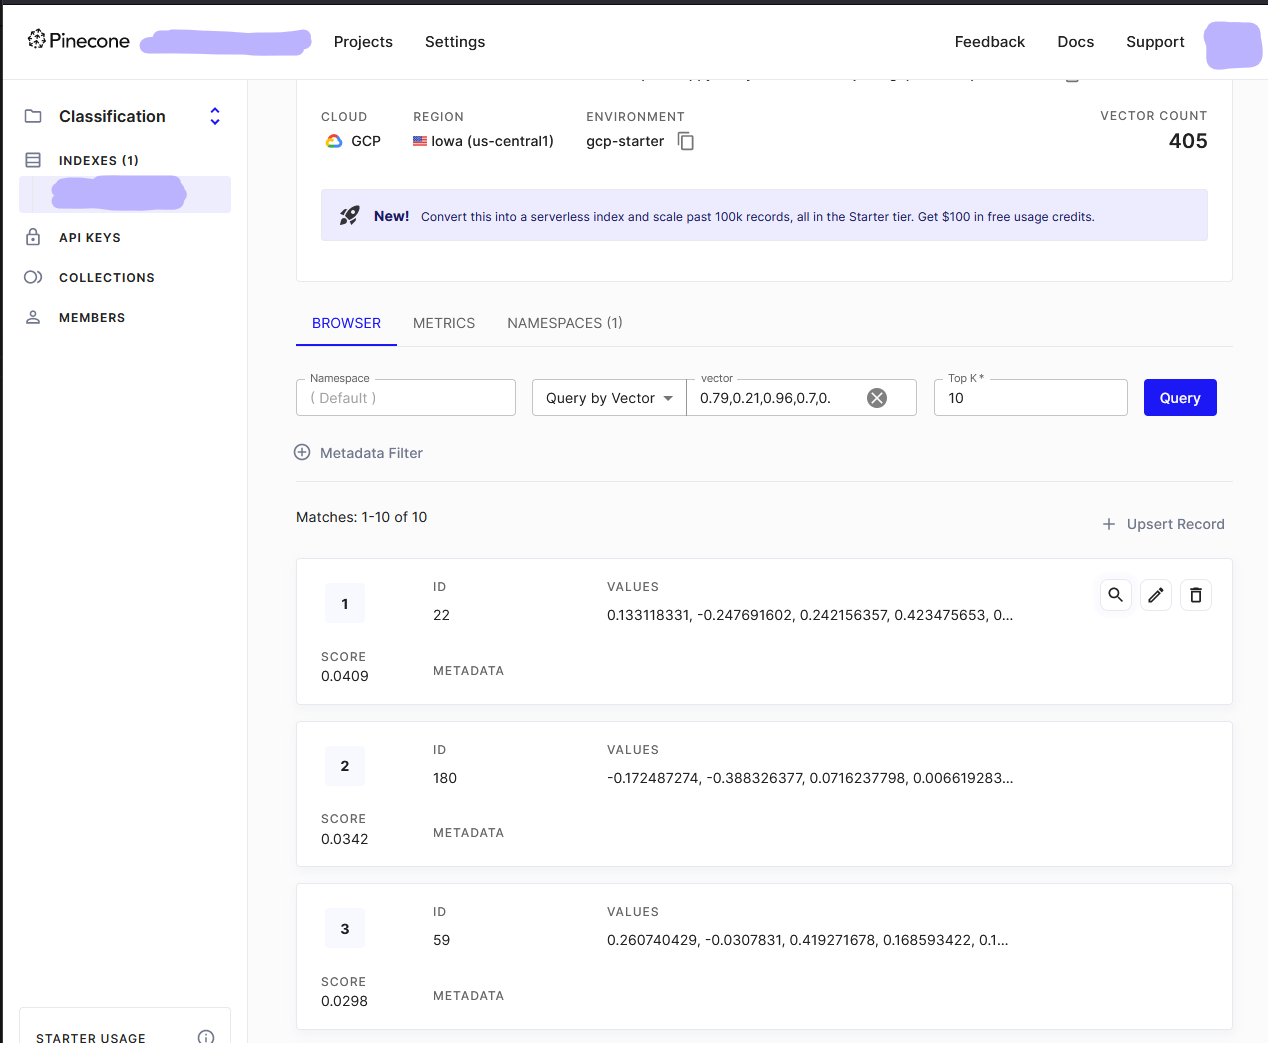 Pinecone
Projects
Settings
Feedback
Docs
Support
Classification
INDEXES (1)
API KEYS
COLLECTIONS
MEMBERS
STARTER USAGE
CLOUD
GCP
REGION
Iowa (us-central1)
ENVIRONMENT
gcp-starter
VECTOR COUNT
405
New! Convert this into a serverless index and scale past 100k records, all in the Starter tier. Get $100 in free usage credits.
BROWSER
METRICS
NAMESPACES (1)
Namespace
( Default )
Query by Vector
vector
0.79,0.21,0.96,0.7,0.
Top K*
10
Query
Metadata Filter
Matches: 1-10 of 10
Upsert Record
1
ID
22
VALUES
0.133118331, -0.247691602, 0.242156357, 0.423475653, 0...
SCORE
0.0409
METADATA
2
ID
180
VALUES
-0.172487274, -0.388326377, 0.0716237798, 0.006619283...
SCORE
0.0342
METADATA
3
ID
59
VALUES
0.260740429, -0.0307831, 0.419271678, 0.168593422, 0.1...
SCORE
0.0298
METADATA